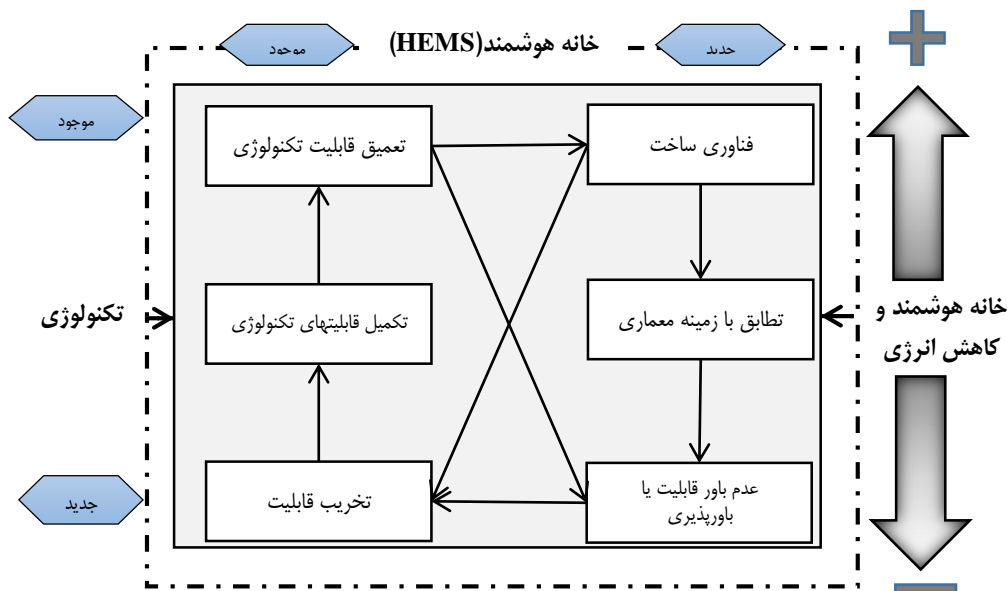 خانه هوشمند(HEMS)
جدید
موجود
موجود
فناوری ساخت
تعمیق قابلیت تکنولوژی
تطابق با زمینه معماری
تکمیل قابلیتهای تکنولوژی
خانه هوشمند و
کاهش انرژی
تکنولوژی
عدم باور قابلیت یا
باورپذیری
تخریب قابلیت
جدید